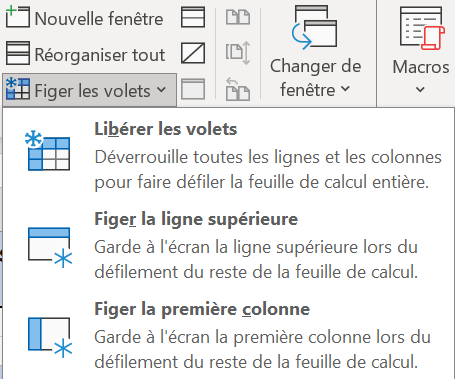 Nouvelle fenêtre
Réorganiser tout
Figer les volets
Changer de
fenêtre
Macros
Libérer les volets
Déverrouille toutes les lignes et les colonnes
pour faire défiler la feuille de calcul entière.
Figer la ligne supérieure
Garde à l'écran la ligne supérieure lors du
défilement du reste de la feuille de calcul.
Figer la première colonne
Garde à l'écran la première colonne lors du
défilement du reste de la feuille de calcul.